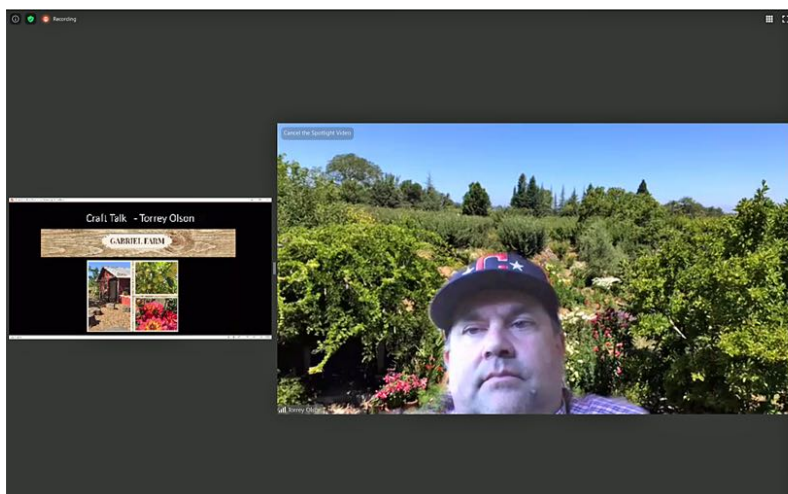 Recording
Cancel the Spotlight Video
Craft Talk - Torrey Olson
GABRIEL FARM
C
Torrey Olson